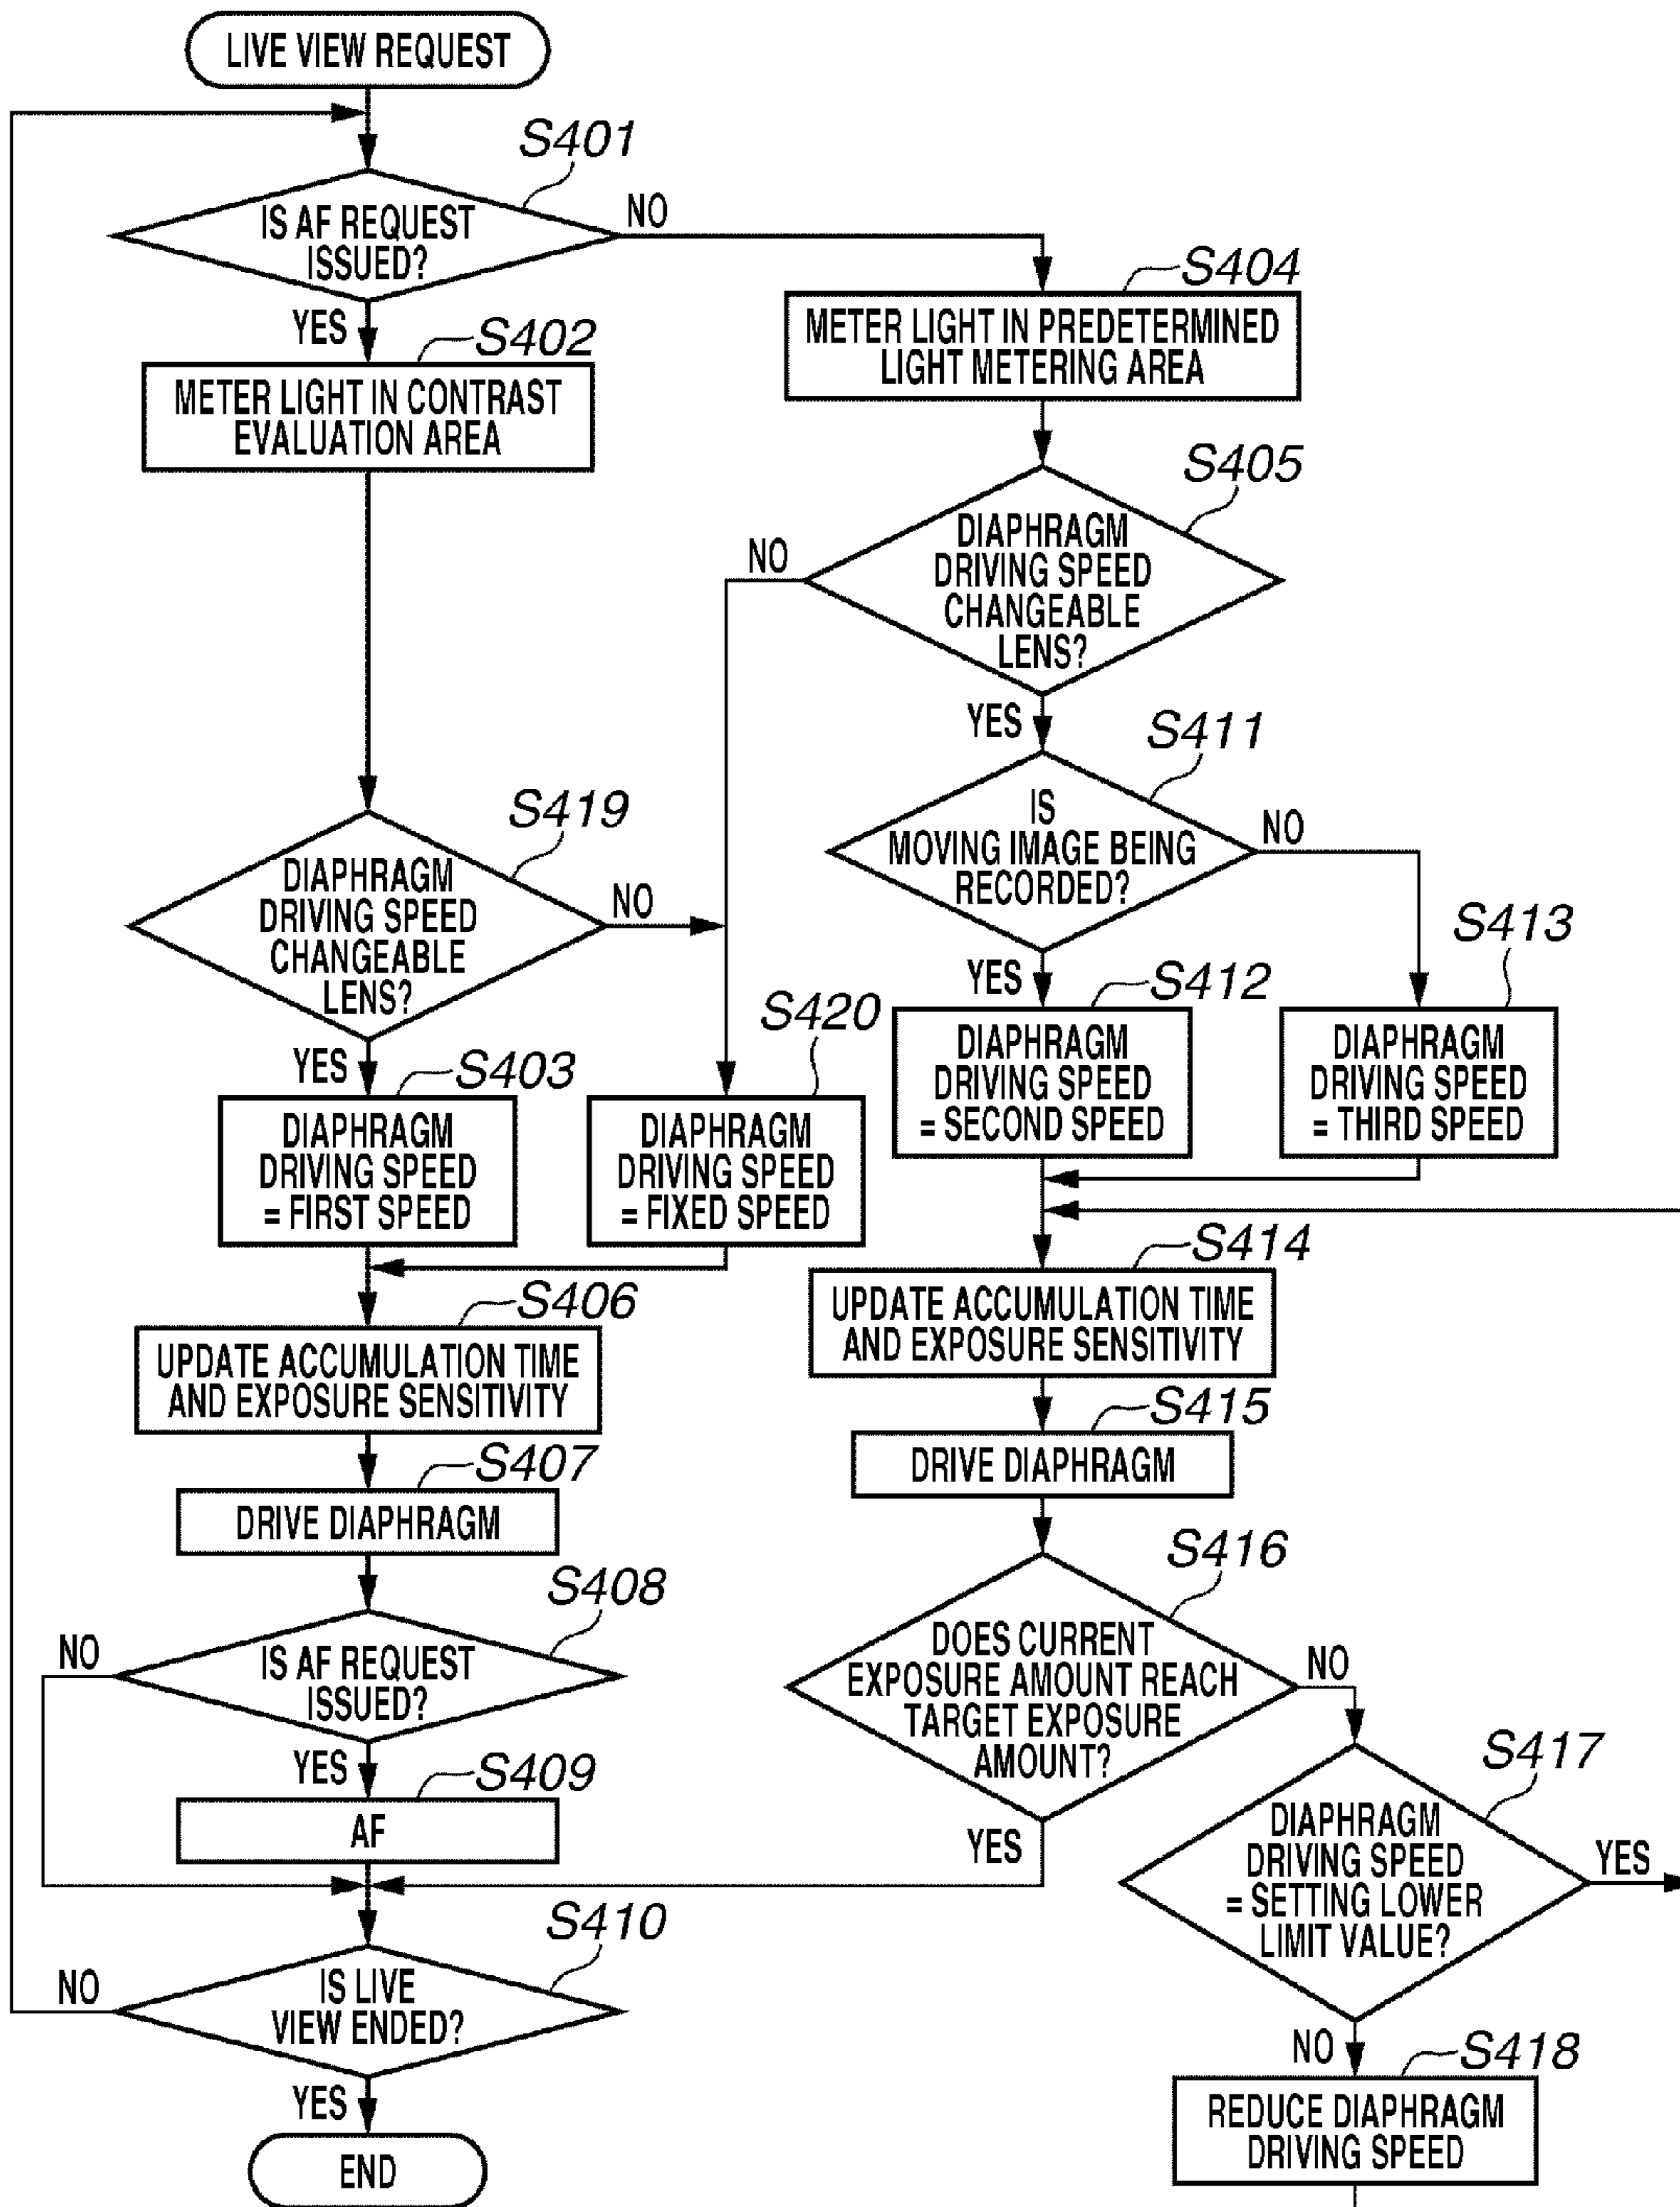 LIVE VIEW REQUEST
S401
IS AF REQUEST
ISSUED?
NO
YES
S402
METER LIGHT IN CONTRAST
EVALUATION AREA
S404
METER LIGHT IN PREDETERMINED
LIGHT METERING AREA
S405
DIAPHRAGM
DRIVING SPEED
CHANGEABLE
LENS?
NO
YES
S411
IS
MOVING IMAGE BEING
RECORDED?
NO
YES
S419
DIAPHRAGM
DRIVING SPEED
CHANGEABLE
LENS?
NO
YES
S403
DIAPHRAGM
DRIVING SPEED
= FIRST SPEED
S420
DIAPHRAGM
DRIVING SPEED
= FIXED SPEED
S412
DIAPHRAGM
DRIVING SPEED
= SECOND SPEED
S413
DIAPHRAGM
DRIVING SPEED
= THIRD SPEED
S406
UPDATE ACCUMULATION TIME
AND EXPOSURE SENSITIVITY
S407
DRIVE DIAPHRAGM
S408
IS AF REQUEST
ISSUED?
NO
YES
S409
AF
S410
IS LIVE
VIEW ENDED?
NO
YES
END
S414
UPDATE ACCUMULATION TIME
AND EXPOSURE SENSITIVITY
S415
DRIVE DIAPHRAGM
S416
DOES CURRENT
EXPOSURE AMOUNT REACH
TARGET EXPOSURE
AMOUNT?
NO
YES
S417
DIAPHRAGM
DRIVING SPEED
= SETTING LOWER
LIMIT VALUE?
YES
NO
S418
REDUCE DIAPHRAGM
DRIVING SPEED